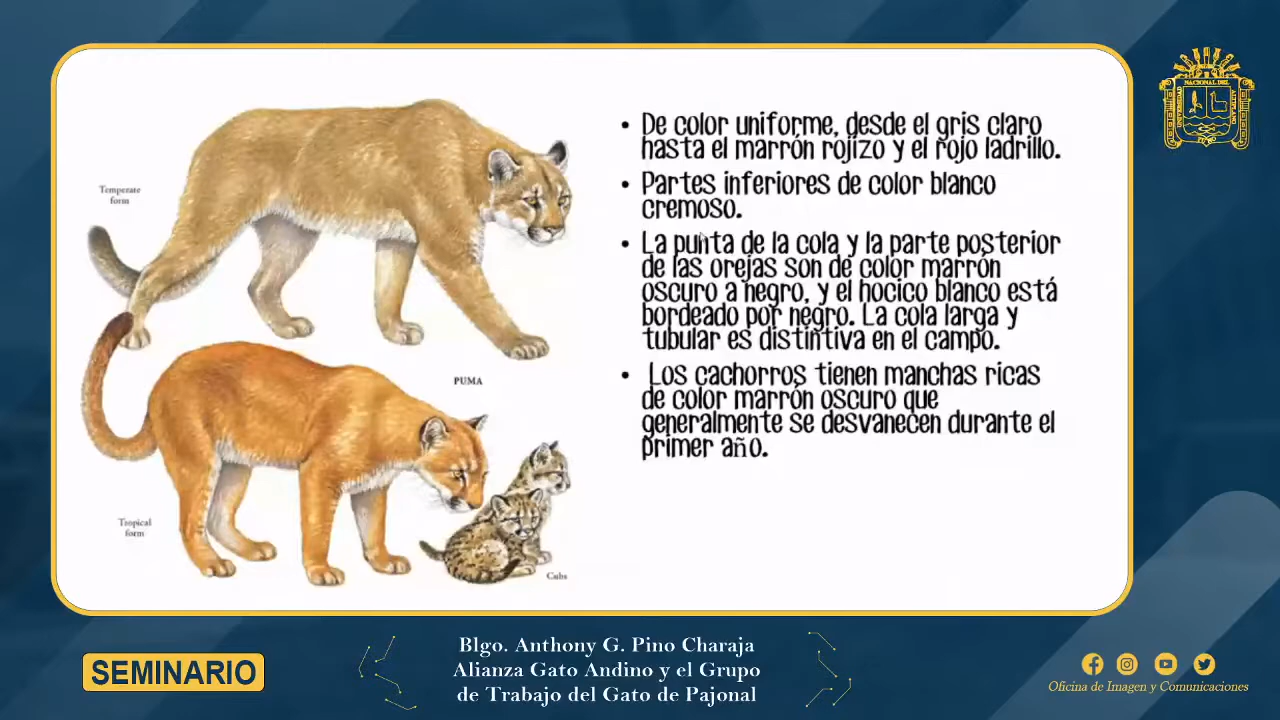 Temperate
form
PUMA
Tropical
form
Cubs
• De color uniforme, desde el gris claro
hasta el marrón rojizo y el rojo ladrillo.
• Partes inferiores de color blanco
cremoso.
• La punta de la cola y la parte posterior
de las orejas son de color marrón
oscuro a negro, y el hocico blanco está
bordeado por negro. La cola larga y
tubular es distintiva en el campo.
• Los cachorros tienen manchas ricas
de color marrón oscuro que
generalmente se desvanecen durante el
primer año.
NACIONAL DEL
UNIVERSIDAD
ALTIPLANO
SEMINARIO
Blgo. Anthony G. Pino Charaja
Alianza Gato Andino y el Grupo
de Trabajo del Gato de Pajonal
Oficina de Imagen y Comunicaciones